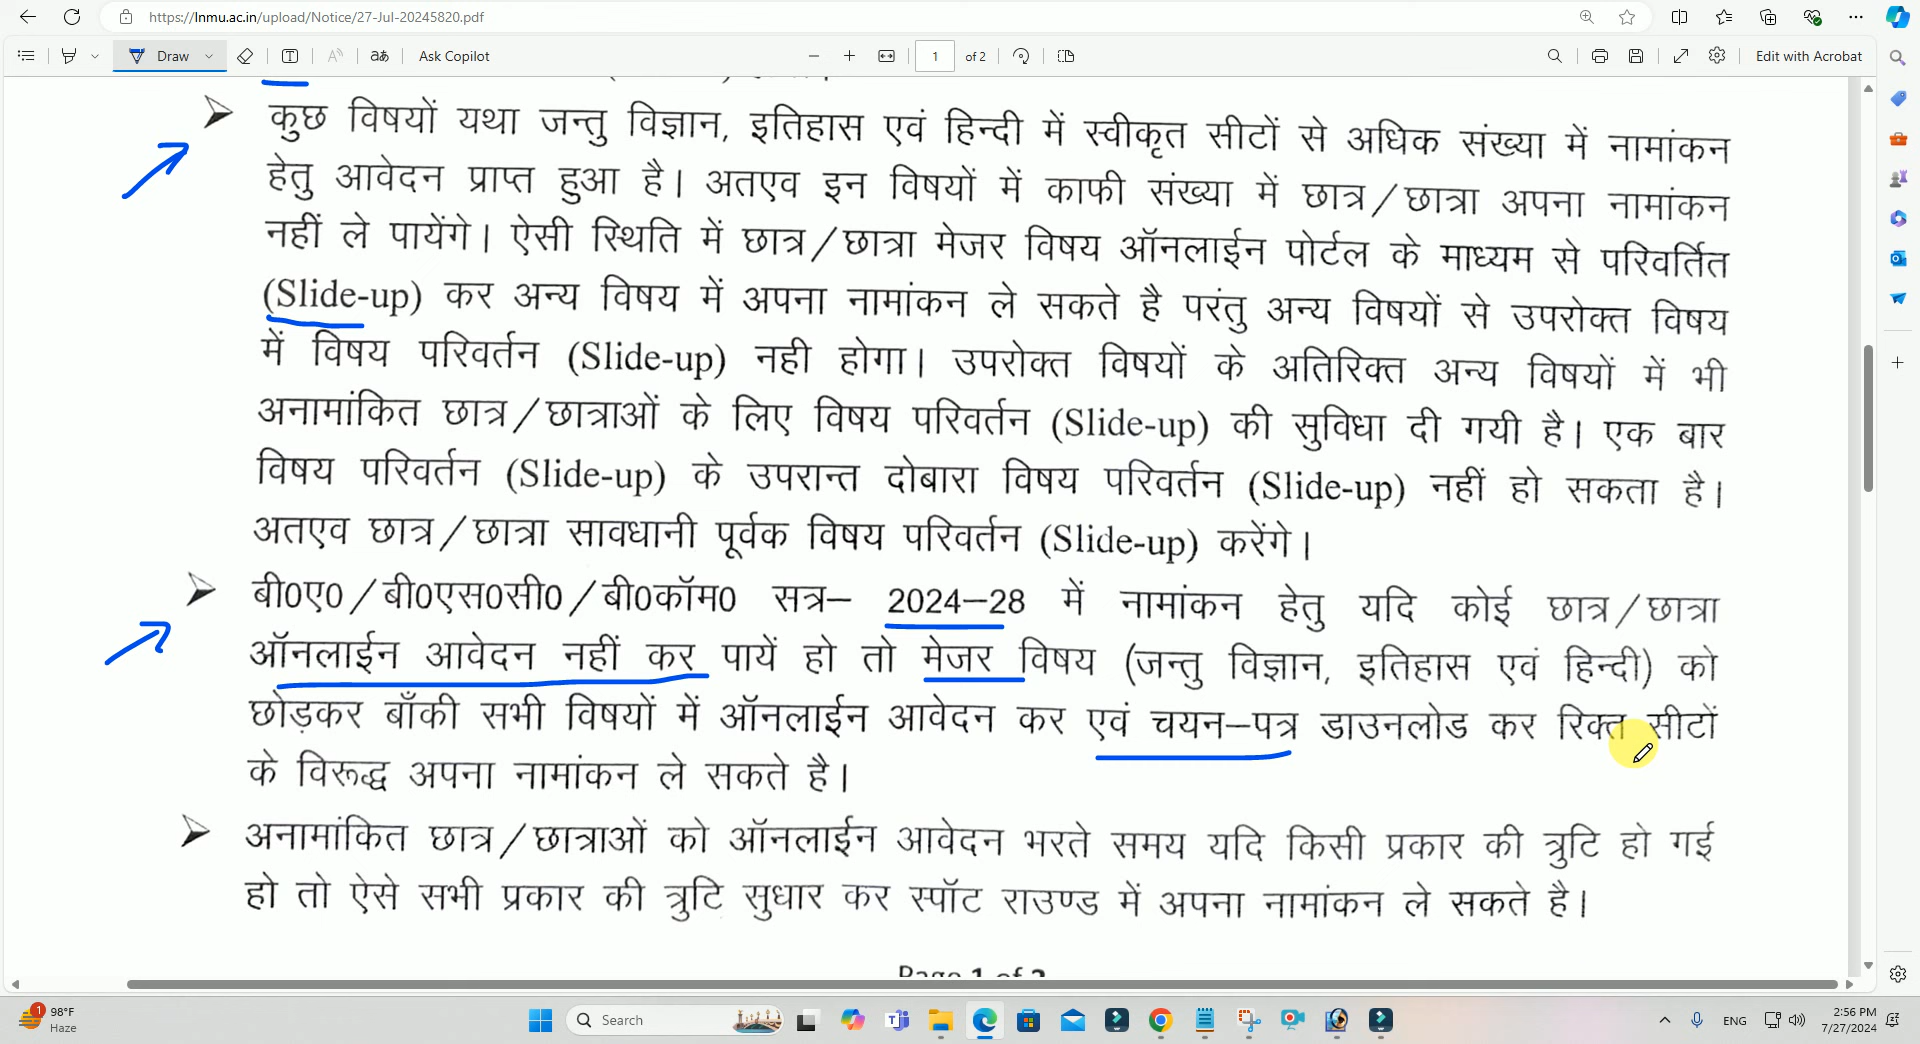 https://lnmu.ac.in/upload/Notice/27-Jul-20245820.pdf
Draw
Ask Copilot
1 of 2
Edit with Acrobat
कुछ विषयों यथा जन्तु विज्ञान, इतिहास एवं हिन्दी में स्वीकृत सीटों से अधिक संख्या में नामांकन
हेतु आवेदन प्राप्त हुआ है। अतएव इन विषयों में काफी संख्या में छात्र/छात्रा अपना नामांकन
नहीं ले पायेंगे। ऐसी स्थिति में छात्र/छात्रा मेजर विषय ऑनलाईन पोर्टल के माध्यम से परिवर्तित
(Slide-up) कर अन्य विषय में अपना नामांकन ले सकते है परंतु अन्य विषयों से उपरोक्त विषय
में विषय परिवर्तन (Slide-up) नही होगा। उपरोक्त विषयों के अतिरिक्त अन्य विषयों में भी
अनामांकित छात्र/छात्राओं के लिए विषय परिवर्तन (Slide-up) की सुविधा दी गयी है। एक बार
विषय परिवर्तन (Slide-up) के उपरान्त दोबारा विषय परिवर्तन (Slide-up) नहीं हो सकता है।
अतएव छात्र/छात्रा सावधानी पूर्वक विषय परिवर्तन (Slide-up) करेंगे।
बी0ए0/बी0एस0सी0/बी0कॉम0 सत्र– 2024–28 में नामांकन हेतु यदि कोई छात्र/छात्रा
ऑनलाईन आवेदन नहीं कर पायें हो तो मेजर विषय (जन्तु विज्ञान, इतिहास एवं हिन्दी) को
छोड़कर बाँकी सभी विषयों में ऑनलाईन आवेदन कर एवं चयन–पत्र डाउनलोड कर रिक्त सीटों
के विरूद्ध अपना नामांकन ले सकते है।
अनामांकित छात्र/छात्राओं को ऑनलाईन आवेदन भरते समय यदि किसी प्रकार की त्रुटि हो गई
हो तो ऐसे सभी प्रकार की त्रुटि सुधार कर स्पॉट राउण्ड में अपना नामांकन ले सकते है।
Page 1 of 2
1
98°F
Haze
Search
ENG
2:56 PM
7/27/2024